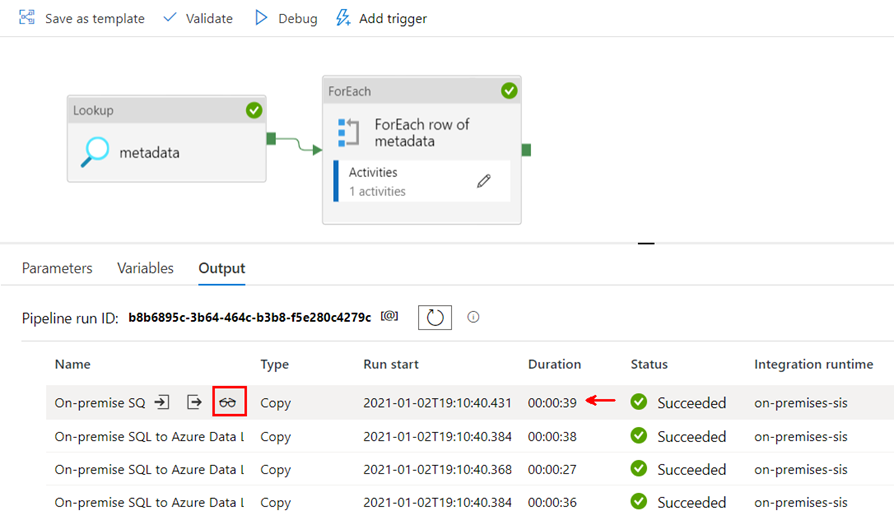 Save as template Validate Debug Add trigger
Lookup
metadata
ForEach
ForEach row of
metadata
Activities
1 activities
Parameters Variables Output
Pipeline run ID: b8b6895c-3b64-464c-b3b8-f5e280c4279c [@]
Name Type Run start Duration Status Integration runtime
On-premise SQ Copy 2021-01-02T19:10:40.431 00:00:39 Succeeded on-premises-sis
On-premise SQL to Azure Data L Copy 2021-01-02T19:10:40.384 00:00:38 Succeeded on-premises-sis
On-premise SQL to Azure Data L Copy 2021-01-02T19:10:40.368 00:00:27 Succeeded on-premises-sis
On-premise SQL to Azure Data L Copy 2021-01-02T19:10:40.384 00:00:36 Succeeded on-premises-sis